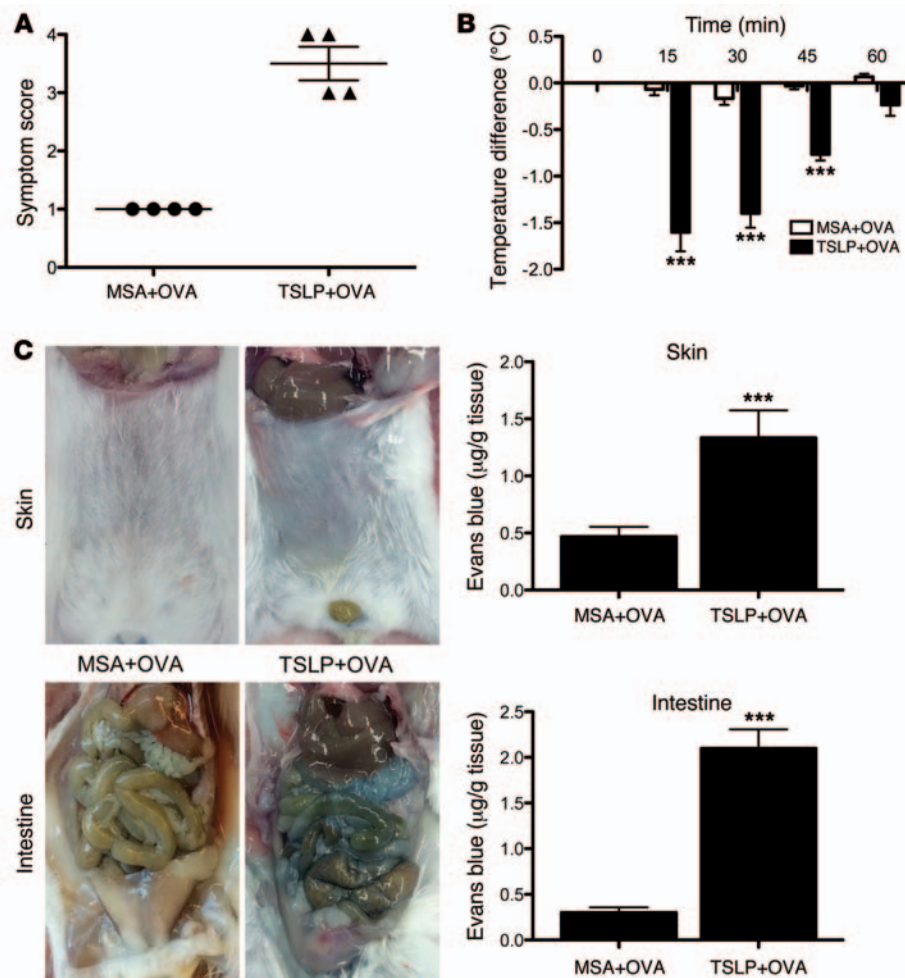 A
Symptom score
4
3
2
1
0
MSA+OVA TSLP+OVA
B
Time (min)
0 15 30 45 60
Temperature difference (°C)
0.5
0.0
-0.5
-1.0
-1.5
-2.0
***
***
***
MSA+OVA
TSLP+OVA
C
Skin
MSA+OVA TSLP+OVA
Intestine
Skin
Evans blue (µg/g tissue)
2.0
1.5
1.0
0.5
0.0
***
MSA+OVA TSLP+OVA
Intestine
Evans blue (µg/g tissue)
2.5
2.0
1.5
1.0
0.5
0.0
***
MSA+OVA TSLP+OVA